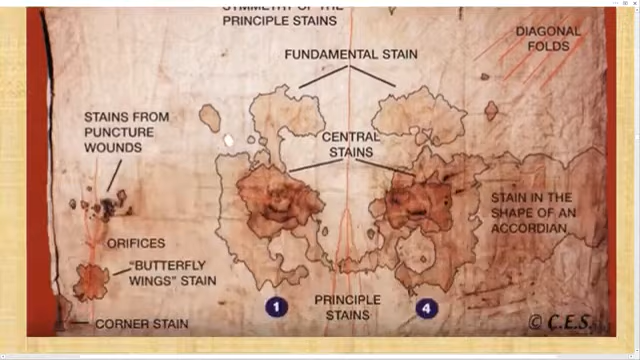 SYMMETRY OF THE
PRINCIPLE STAINS
DIAGONAL
FOLDS
FUNDAMENTAL STAIN
STAINS FROM
PUNCTURE
WOUNDS
CENTRAL
STAINS
STAIN IN THE
SHAPE OF AN
ACCORDIAN
ORIFICES
"BUTTERFLY
WINGS" STAIN
1
PRINCIPLE
STAINS
4
CORNER STAIN
© C.E.S.